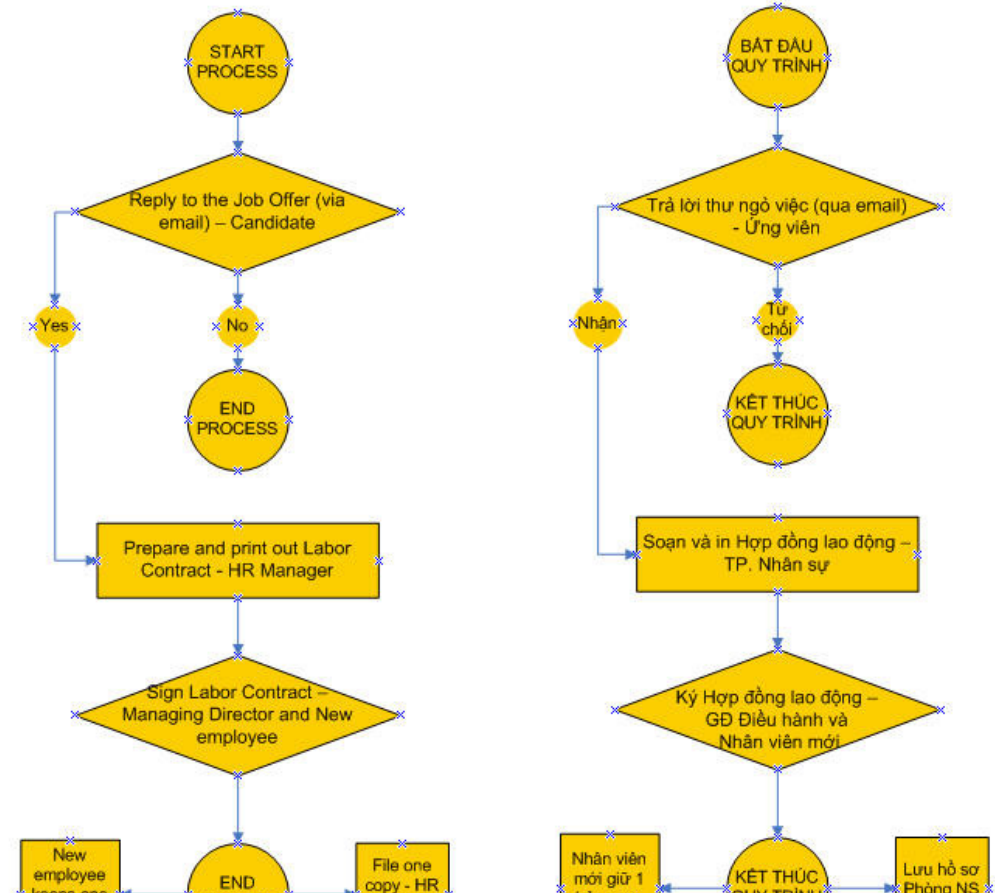 START
PROCESS
Reply to the Job Offer (via
email) – Candidate
Yes
No
END
PROCESS
Prepare and print out Labor
Contract - HR Manager
Sign Labor Contract –
Managing Director and New
employee
New
employee
END
File one
copy - HR
BẮT ĐẦU
QUY TRÌNH
Trả lời thư ngỏ việc (qua email)
- Ứng viên
Nhận
Từ
chối
KẾT THÚC
QUY TRÌNH
Soạn và in Hợp đồng lao động –
TP. Nhân sự
Ký Hợp đồng lao động –
GĐ Điều hành và
Nhân viên mới
Nhân viên
mới giữ 1
KẾT THÚC
QUY TRÌNH
Lưu hồ sơ
Phòng NS